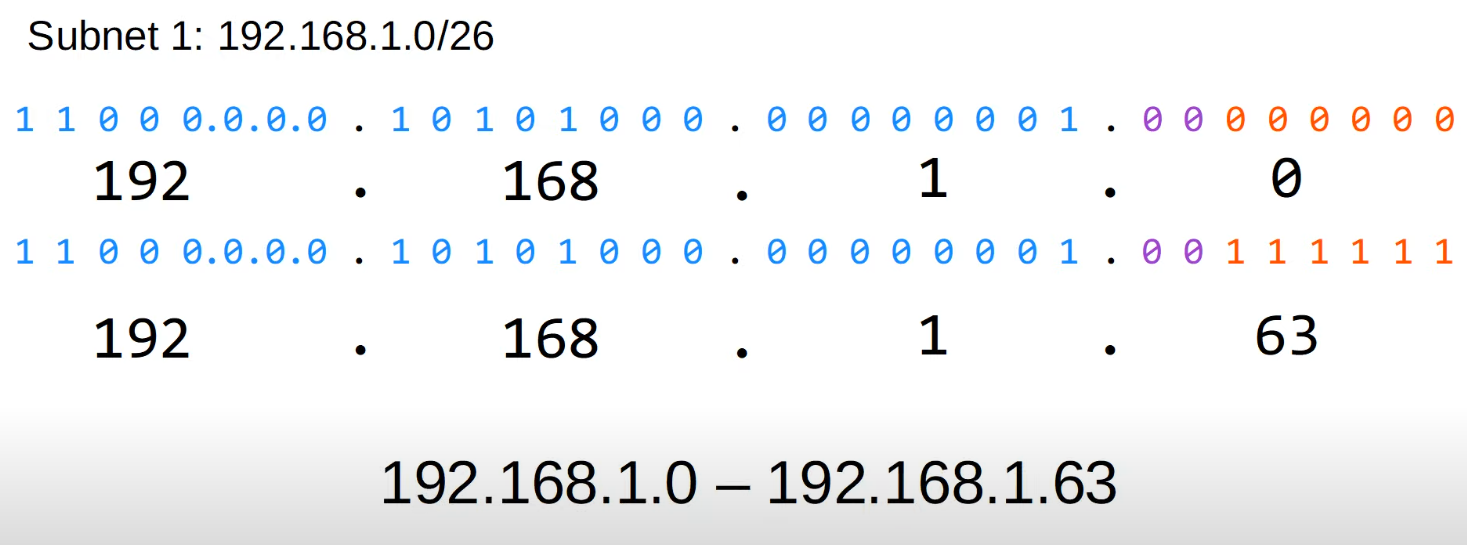 Subnet 1: 192.168.1.0/26
1 1 0 0 0.0.0.0 . 1 0 1 0 1 0 0 0 . 0 0 0 0 0 0 0 1 . 0 0 0 0 0 0 0 0
192 . 168 . 1 . 0
1 1 0 0 0.0.0.0 . 1 0 1 0 1 0 0 0 . 0 0 0 0 0 0 0 1 . 0 0 1 1 1 1 1 1
192 . 168 . 1 . 63
192.168.1.0 – 192.168.1.63